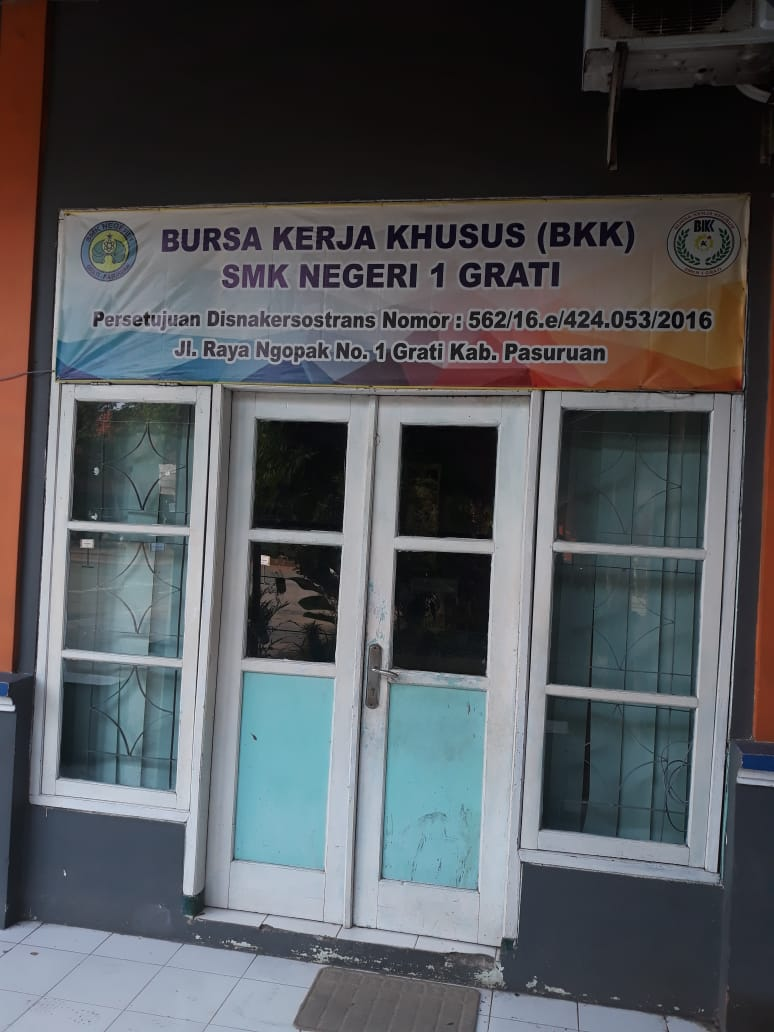 BURSA KERJA KHUSUS (BKK)
SMK NEGERI 1 GRATI
Persetujuan Disnakersostrans Nomor : 562/16.e/424.053/2016
Jl. Raya Ngopak No. 1 Grati Kab. Pasuruan
BKK